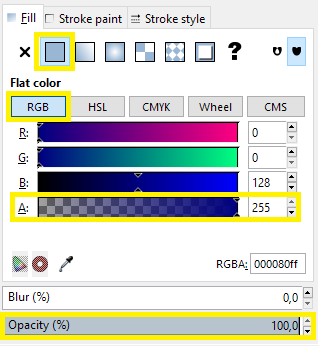 Fill Stroke paint Stroke style
?
Flat color
RGB HSL CMYK Wheel CMS
R: 0
G: 0
B: 128
A: 255
RGBA: 000080ff
Blur (%) 0,0
Opacity (%) 100,0